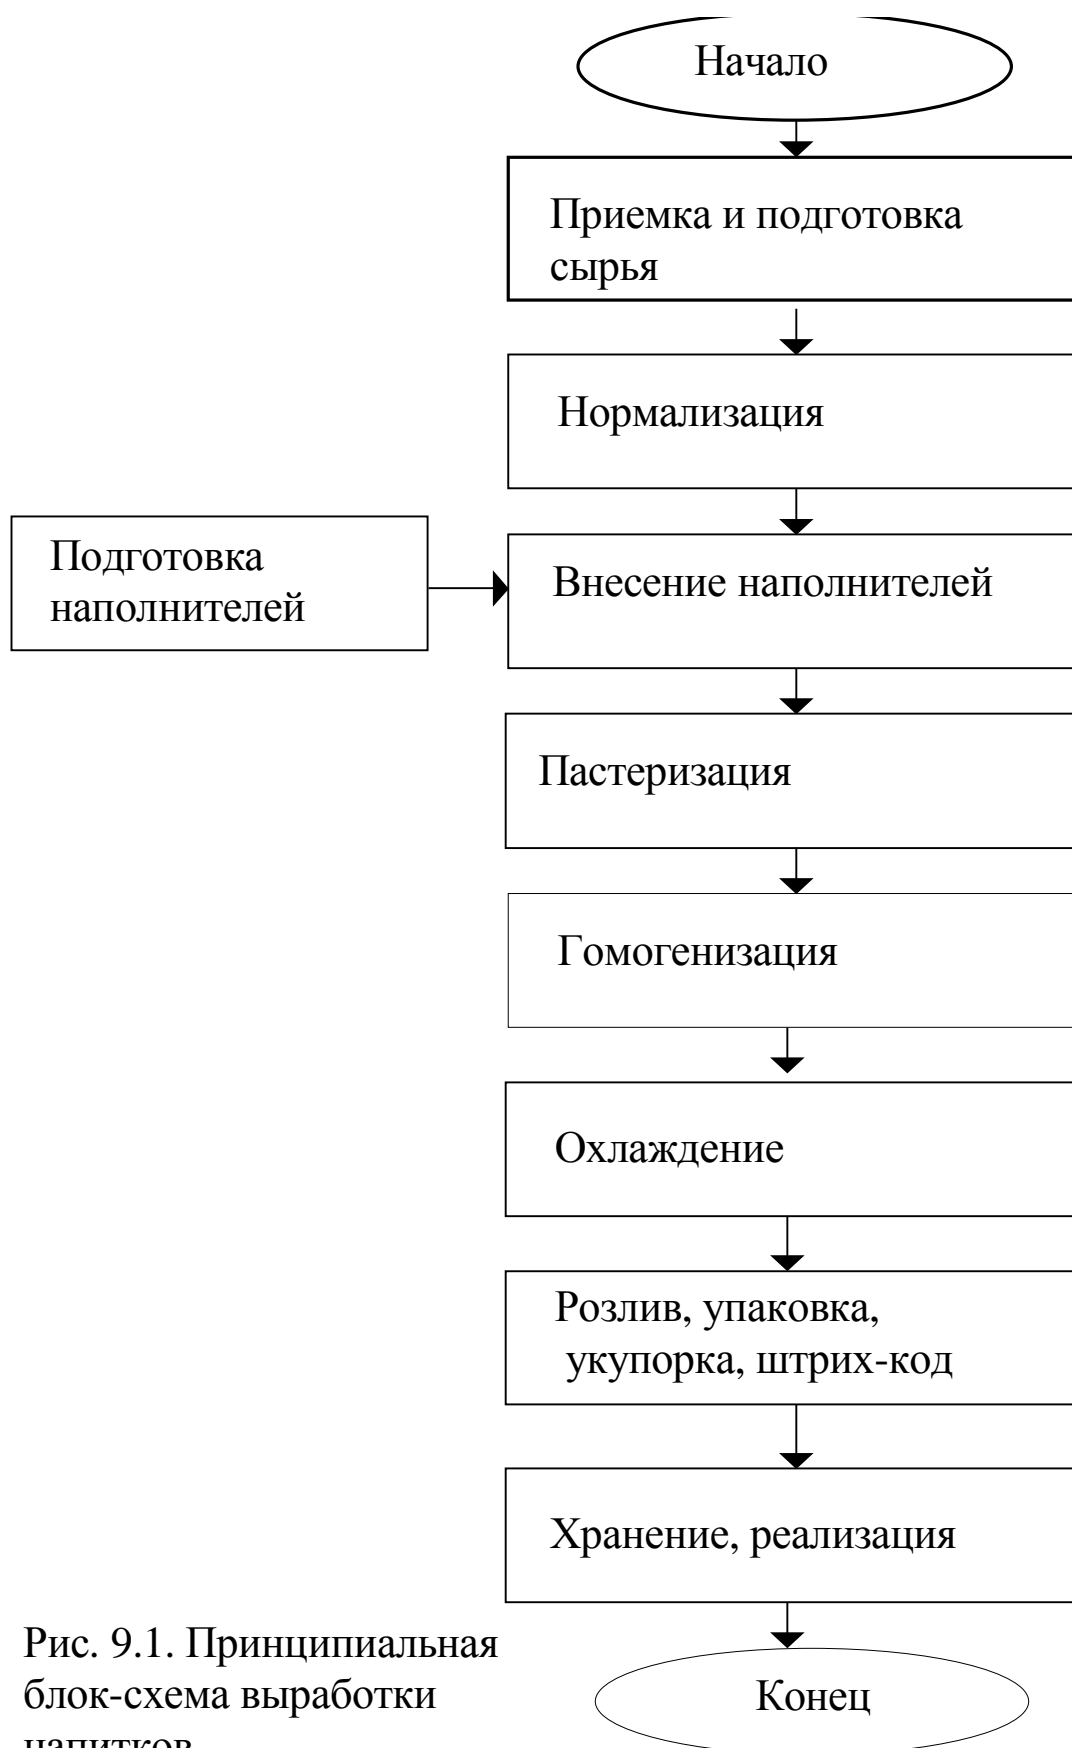 Начало
Приемка и подготовка
сырья
Нормализация
Подготовка
наполнителей
Внесение наполнителей
Пастеризация
Гомогенизация
Охлаждение
Розлив, упаковка,
укупорка, штрих-код
Хранение, реализация
Рис. 9.1. Принципиальная
блок-схема выработки
напитков
Конец